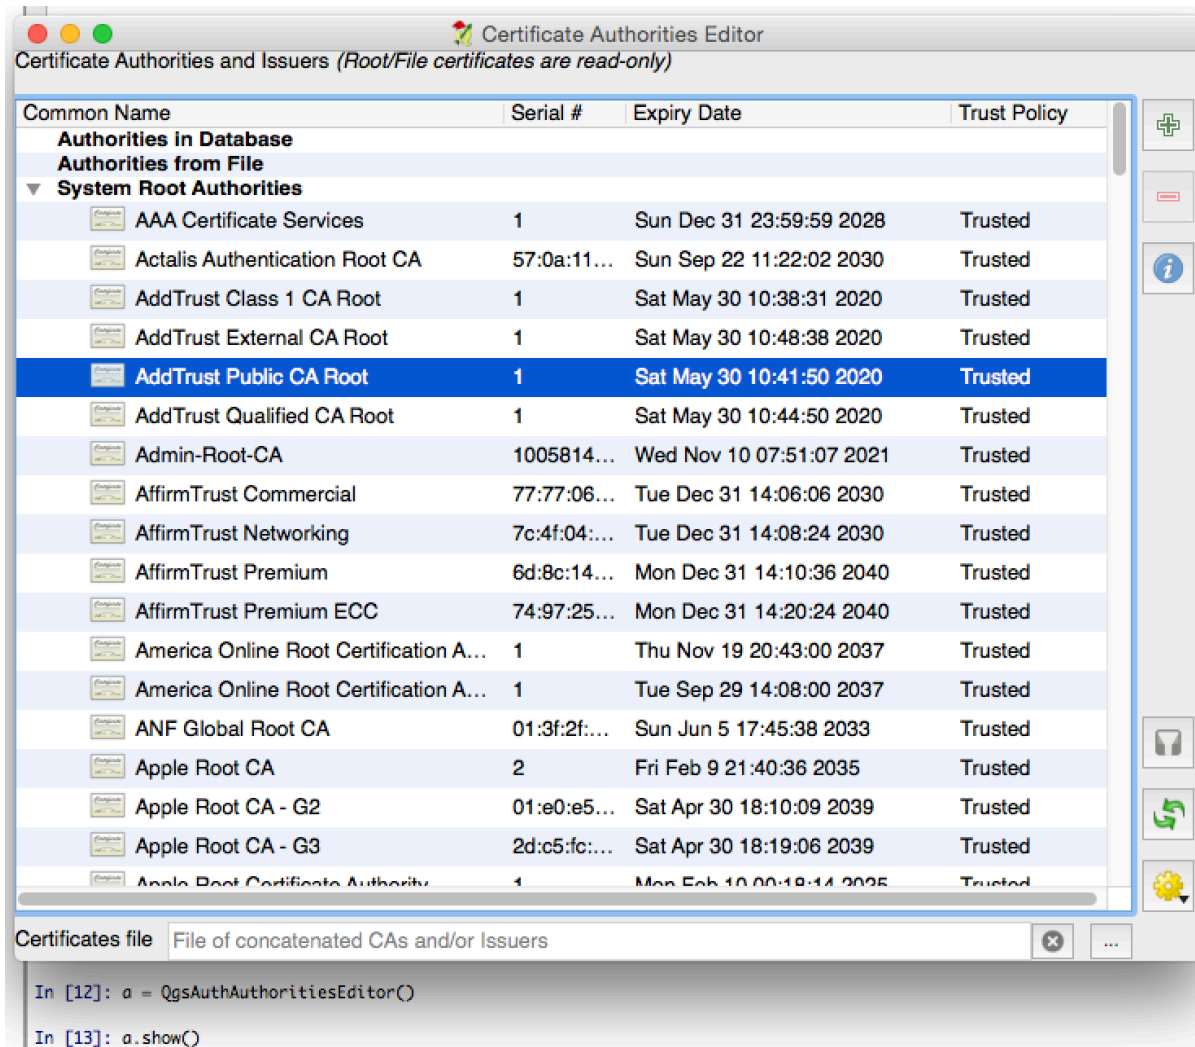 Certificate Authorities Editor
Certificate Authorities and Issuers (Root/File certificates are read-only)
Common Name Serial # Expiry Date Trust Policy
Authorities in Database
Authorities from File
System Root Authorities
AAA Certificate Services 1 Sun Dec 31 23:59:59 2028 Trusted
Actalis Authentication Root CA 57:0a:11... Sun Sep 22 11:22:02 2030 Trusted
AddTrust Class 1 CA Root 1 Sat May 30 10:38:31 2020 Trusted
AddTrust External CA Root 1 Sat May 30 10:48:38 2020 Trusted
AddTrust Public CA Root 1 Sat May 30 10:41:50 2020 Trusted
AddTrust Qualified CA Root 1 Sat May 30 10:44:50 2020 Trusted
Admin-Root-CA 1005814... Wed Nov 10 07:51:07 2021 Trusted
AffirmTrust Commercial 77:77:06... Tue Dec 31 14:06:06 2030 Trusted
AffirmTrust Networking 7c:4f:04:... Tue Dec 31 14:08:24 2030 Trusted
AffirmTrust Premium 6d:8c:14... Mon Dec 31 14:10:36 2040 Trusted
AffirmTrust Premium ECC 74:97:25... Mon Dec 31 14:20:24 2040 Trusted
America Online Root Certification A... 1 Thu Nov 19 20:43:00 2037 Trusted
America Online Root Certification A... 1 Tue Sep 29 14:08:00 2037 Trusted
ANF Global Root CA 01:3f:2f:... Sun Jun 5 17:45:38 2033 Trusted
Apple Root CA 2 Fri Feb 9 21:40:36 2035 Trusted
Apple Root CA - G2 01:e0:e5... Sat Apr 30 18:10:09 2039 Trusted
Apple Root CA - G3 2d:c5:fc:... Sat Apr 30 18:19:06 2039 Trusted
Apple Root Certificate Authority 1 Mon Feb 10 00:18:14 2025 Trusted
Certificates file File of concatenated CAs and/or Issuers ...
In [12]: a = QgsAuthAuthoritiesEditor()
In [13]: a.show()